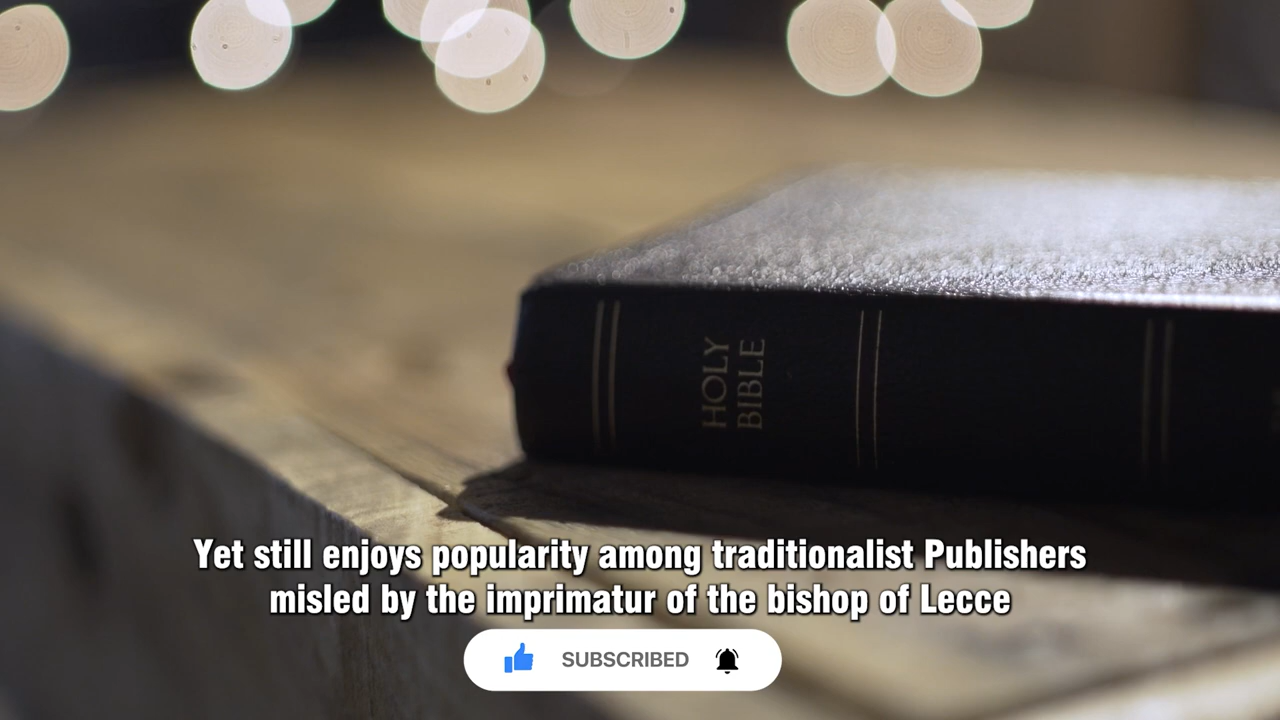 HOLY
BIBLE
Yet still enjoys popularity among traditionalist Publishers
misled by the imprimatur of the bishop of Lecce
SUBSCRIBED